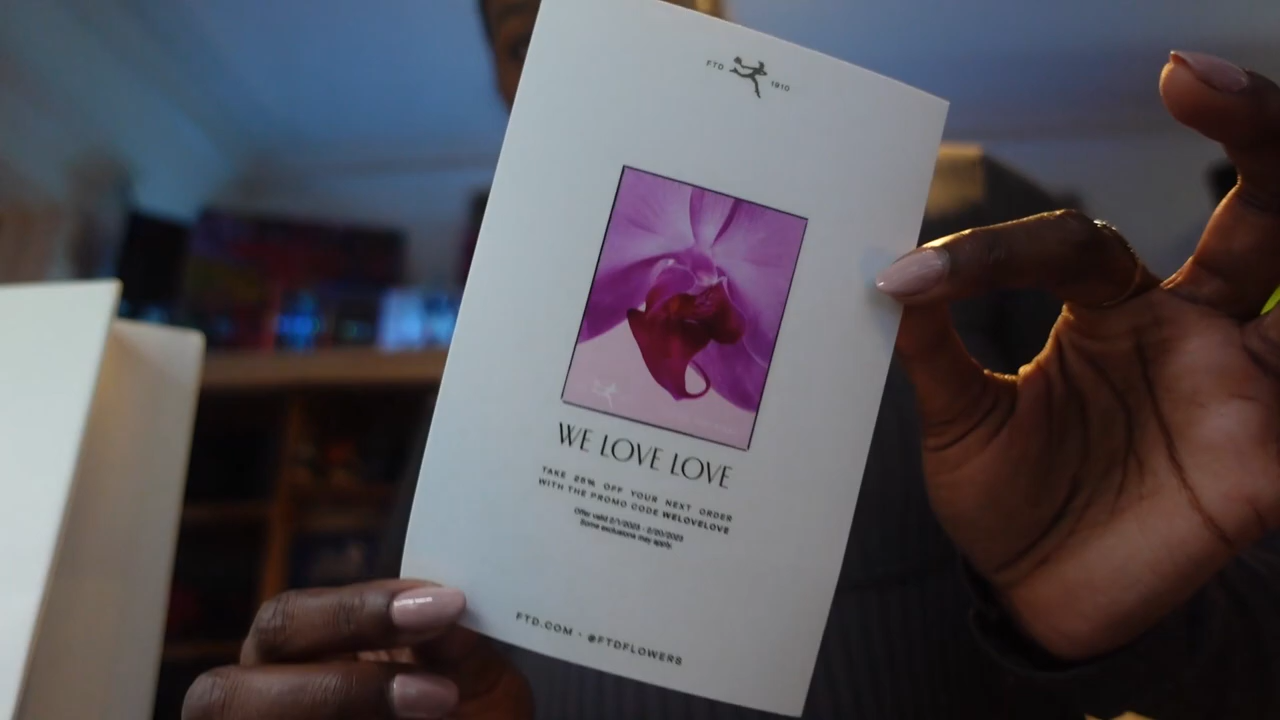 FTD 1910
WE LOVE LOVE
TAKE 25% OFF YOUR NEXT ORDER
WITH THE PROMO CODE WELOVELOVE
Offer valid 2/1/2023 - 2/20/2023
Some exclusions may apply.
FTD.COM - @FTDFLOWERS